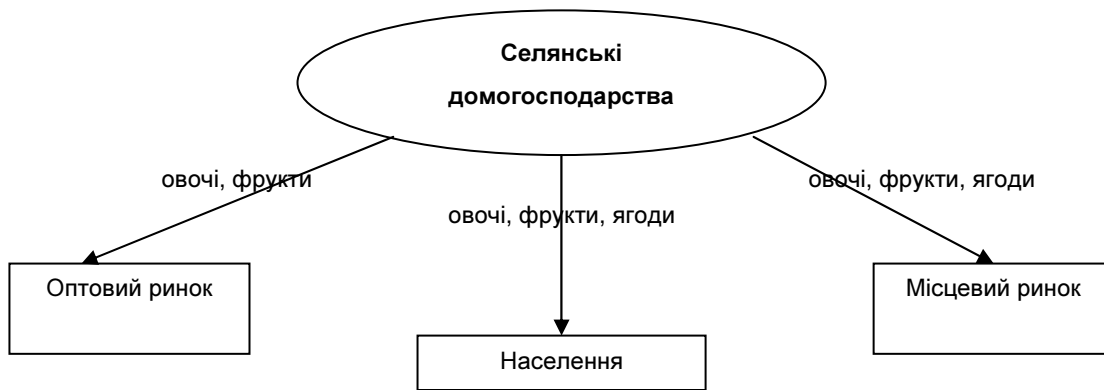 Селянські
домогосподарства
овочі, фрукти
овочі, фрукти, ягоди
овочі, фрукти, ягоди
Оптовий ринок
Місцевий ринок
Населення